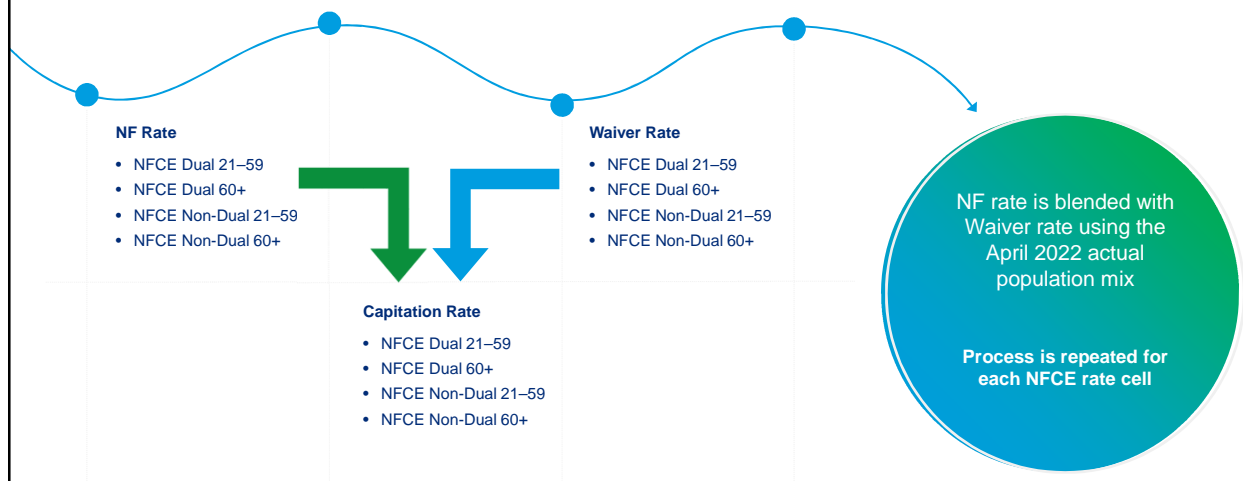 NF Rate
• NFCE Dual 21–59
• NFCE Dual 60+
• NFCE Non-Dual 21–59
• NFCE Non-Dual 60+
Waiver Rate
• NFCE Dual 21–59
• NFCE Dual 60+
• NFCE Non-Dual 21–59
• NFCE Non-Dual 60+
Capitation Rate
• NFCE Dual 21–59
• NFCE Dual 60+
• NFCE Non-Dual 21–59
• NFCE Non-Dual 60+
NF rate is blended with
Waiver rate using the
April 2022 actual
population mix
Process is repeated for
each NFCE rate cell